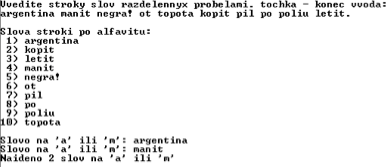 Vvedite stroky slov razdelennyx probelami. tochka - konec vvoda:
argentina manit negra! ot topota kopit pil po poliu letit.
Slova stroki po alfavitu:
1) argentina
2) kopit
3) letit
4) manit
5) negra!
6) ot
7) pil
8) po
9) poliu
10) topota
Slovo na 'a' ili 'm': argentina
Slovo na 'a' ili 'm': manit
Naideno 2 slov na 'a' ili 'm'